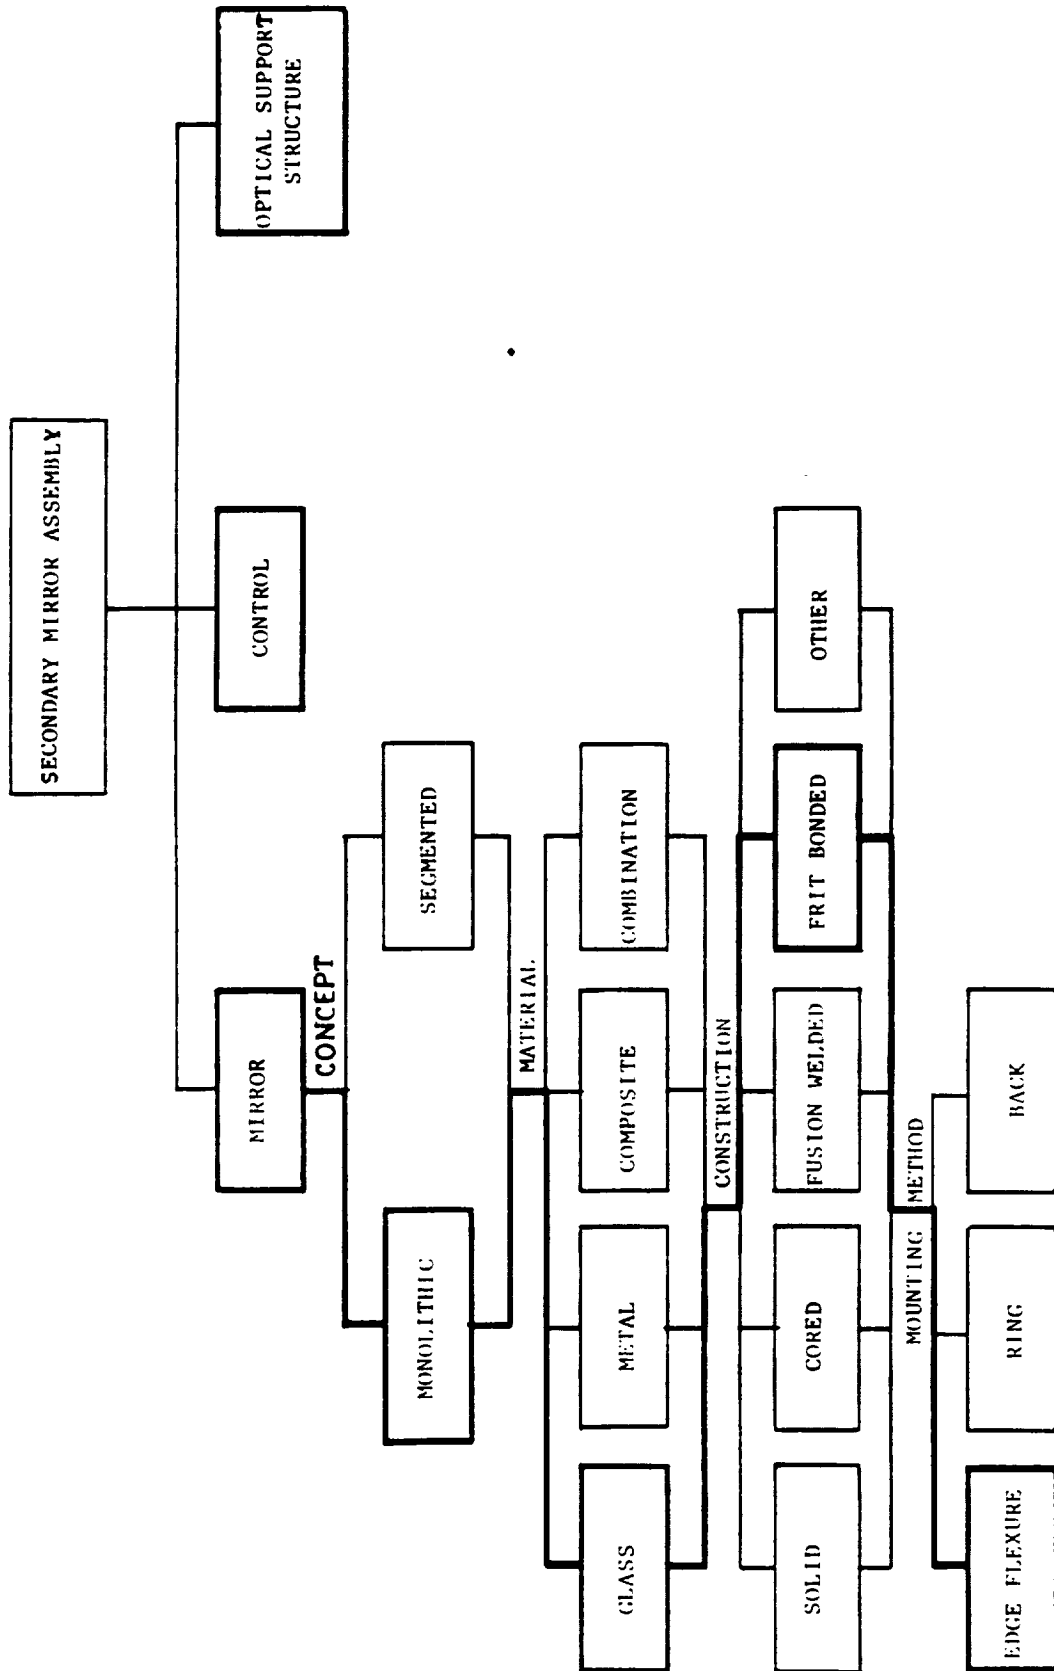 SECONDARY MIRROR ASSEMBLY
MIRROR
CONTROL
OPTICAL SUPPORT
STRUCTURE
CONCEPT
MONOLITHIC
SEGMENTED
MATERIAL
GLASS
METAL
COMPOSITE
COMBINATION
CONSTRUCTION
SOLID
CORED
FUSION WELDED
FRIT BONDED
OTHER
MOUNTING METHOD
EDGE FLEXURE
RING
BACK